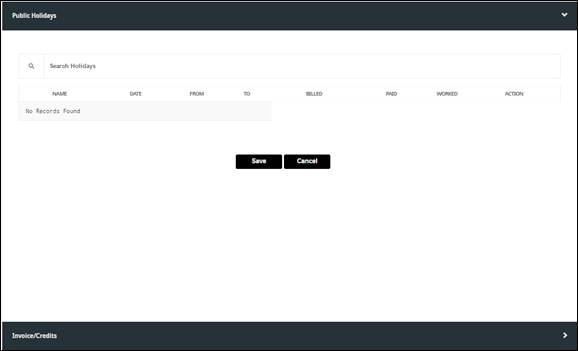 Public Holidays
Search Holidays
NAME DATE FROM TO BILLED PAID WORKED ACTION
No Records Found
Save Cancel
Invoice/Credits